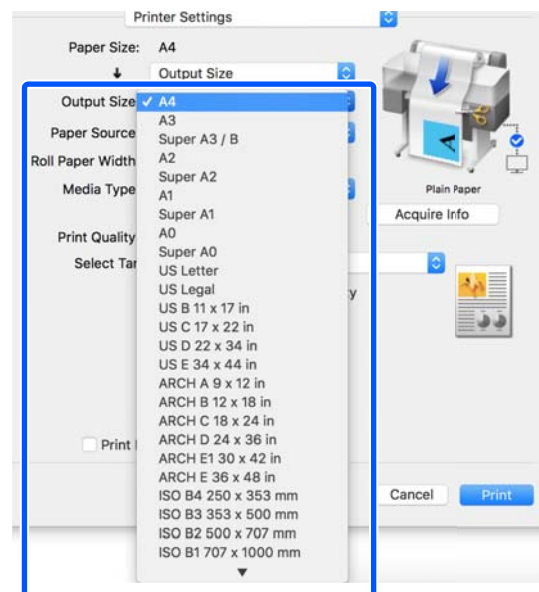 Printer Settings
Paper Size: A4
Output Size
Output Size ✓ A4
A3
Super A3 / B
Paper Source
A2
Roll Paper Width
Super A2
Media Type
A1
Plain Paper
Super A1
Acquire Info
Print Quality
A0
Super A0
Select Tar
US Letter
US Legal
y
US B 11 x 17 in
US C 17 x 22 in
US D 22 x 34 in
US E 34 x 44 in
ARCH A 9 x 12 in
ARCH B 12 x 18 in
ARCH C 18 x 24 in
ARCH D 24 x 36 in
Print
ARCH E1 30 x 42 in
ARCH E 36 x 48 in
ISO B4 250 x 353 mm
Cancel Print
ISO B3 353 x 500 mm
ISO B2 500 x 707 mm
ISO B1 707 x 1000 mm